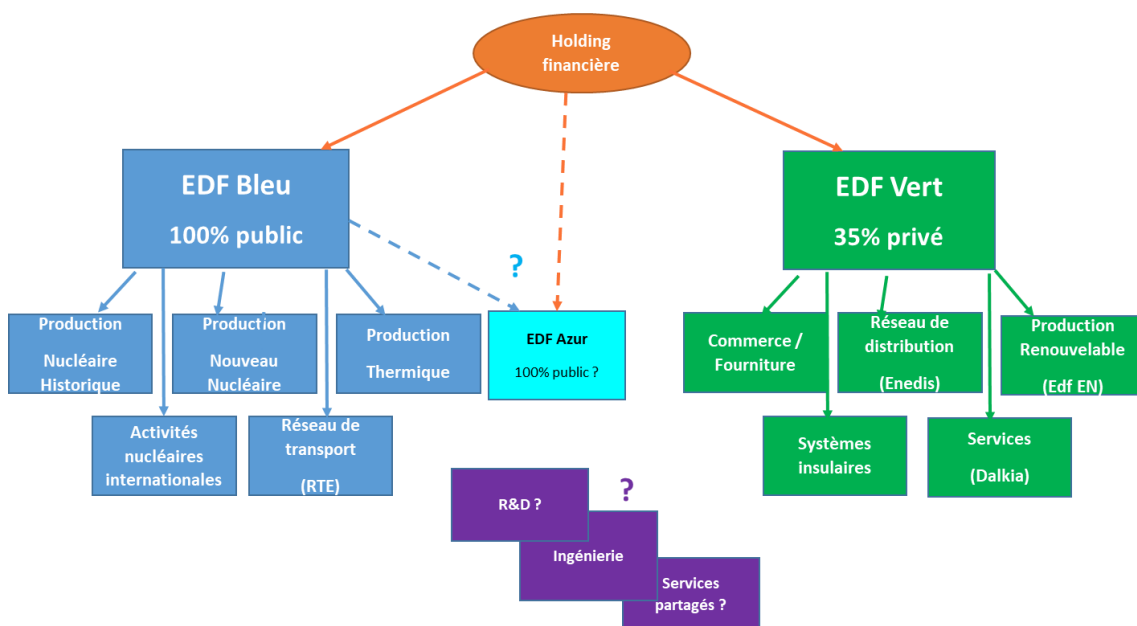 Holding
financière
EDF Bleu
100% public
EDF Vert
35% privé
?
Production
Nucléaire
Historique
Production
Nouveau
Nucléaire
Production
Thermique
EDF Azur
100% public ?
Commerce /
Fourniture
Réseau de
distribution
(Enedis)
Production
Renouvelable
(Edf EN)
Activités
nucléaires
internationales
Réseau de
transport
(RTE)
Systèmes
insulaires
Services
(Dalkia)
R&D ?
?
Ingénierie
Services
partagés ?